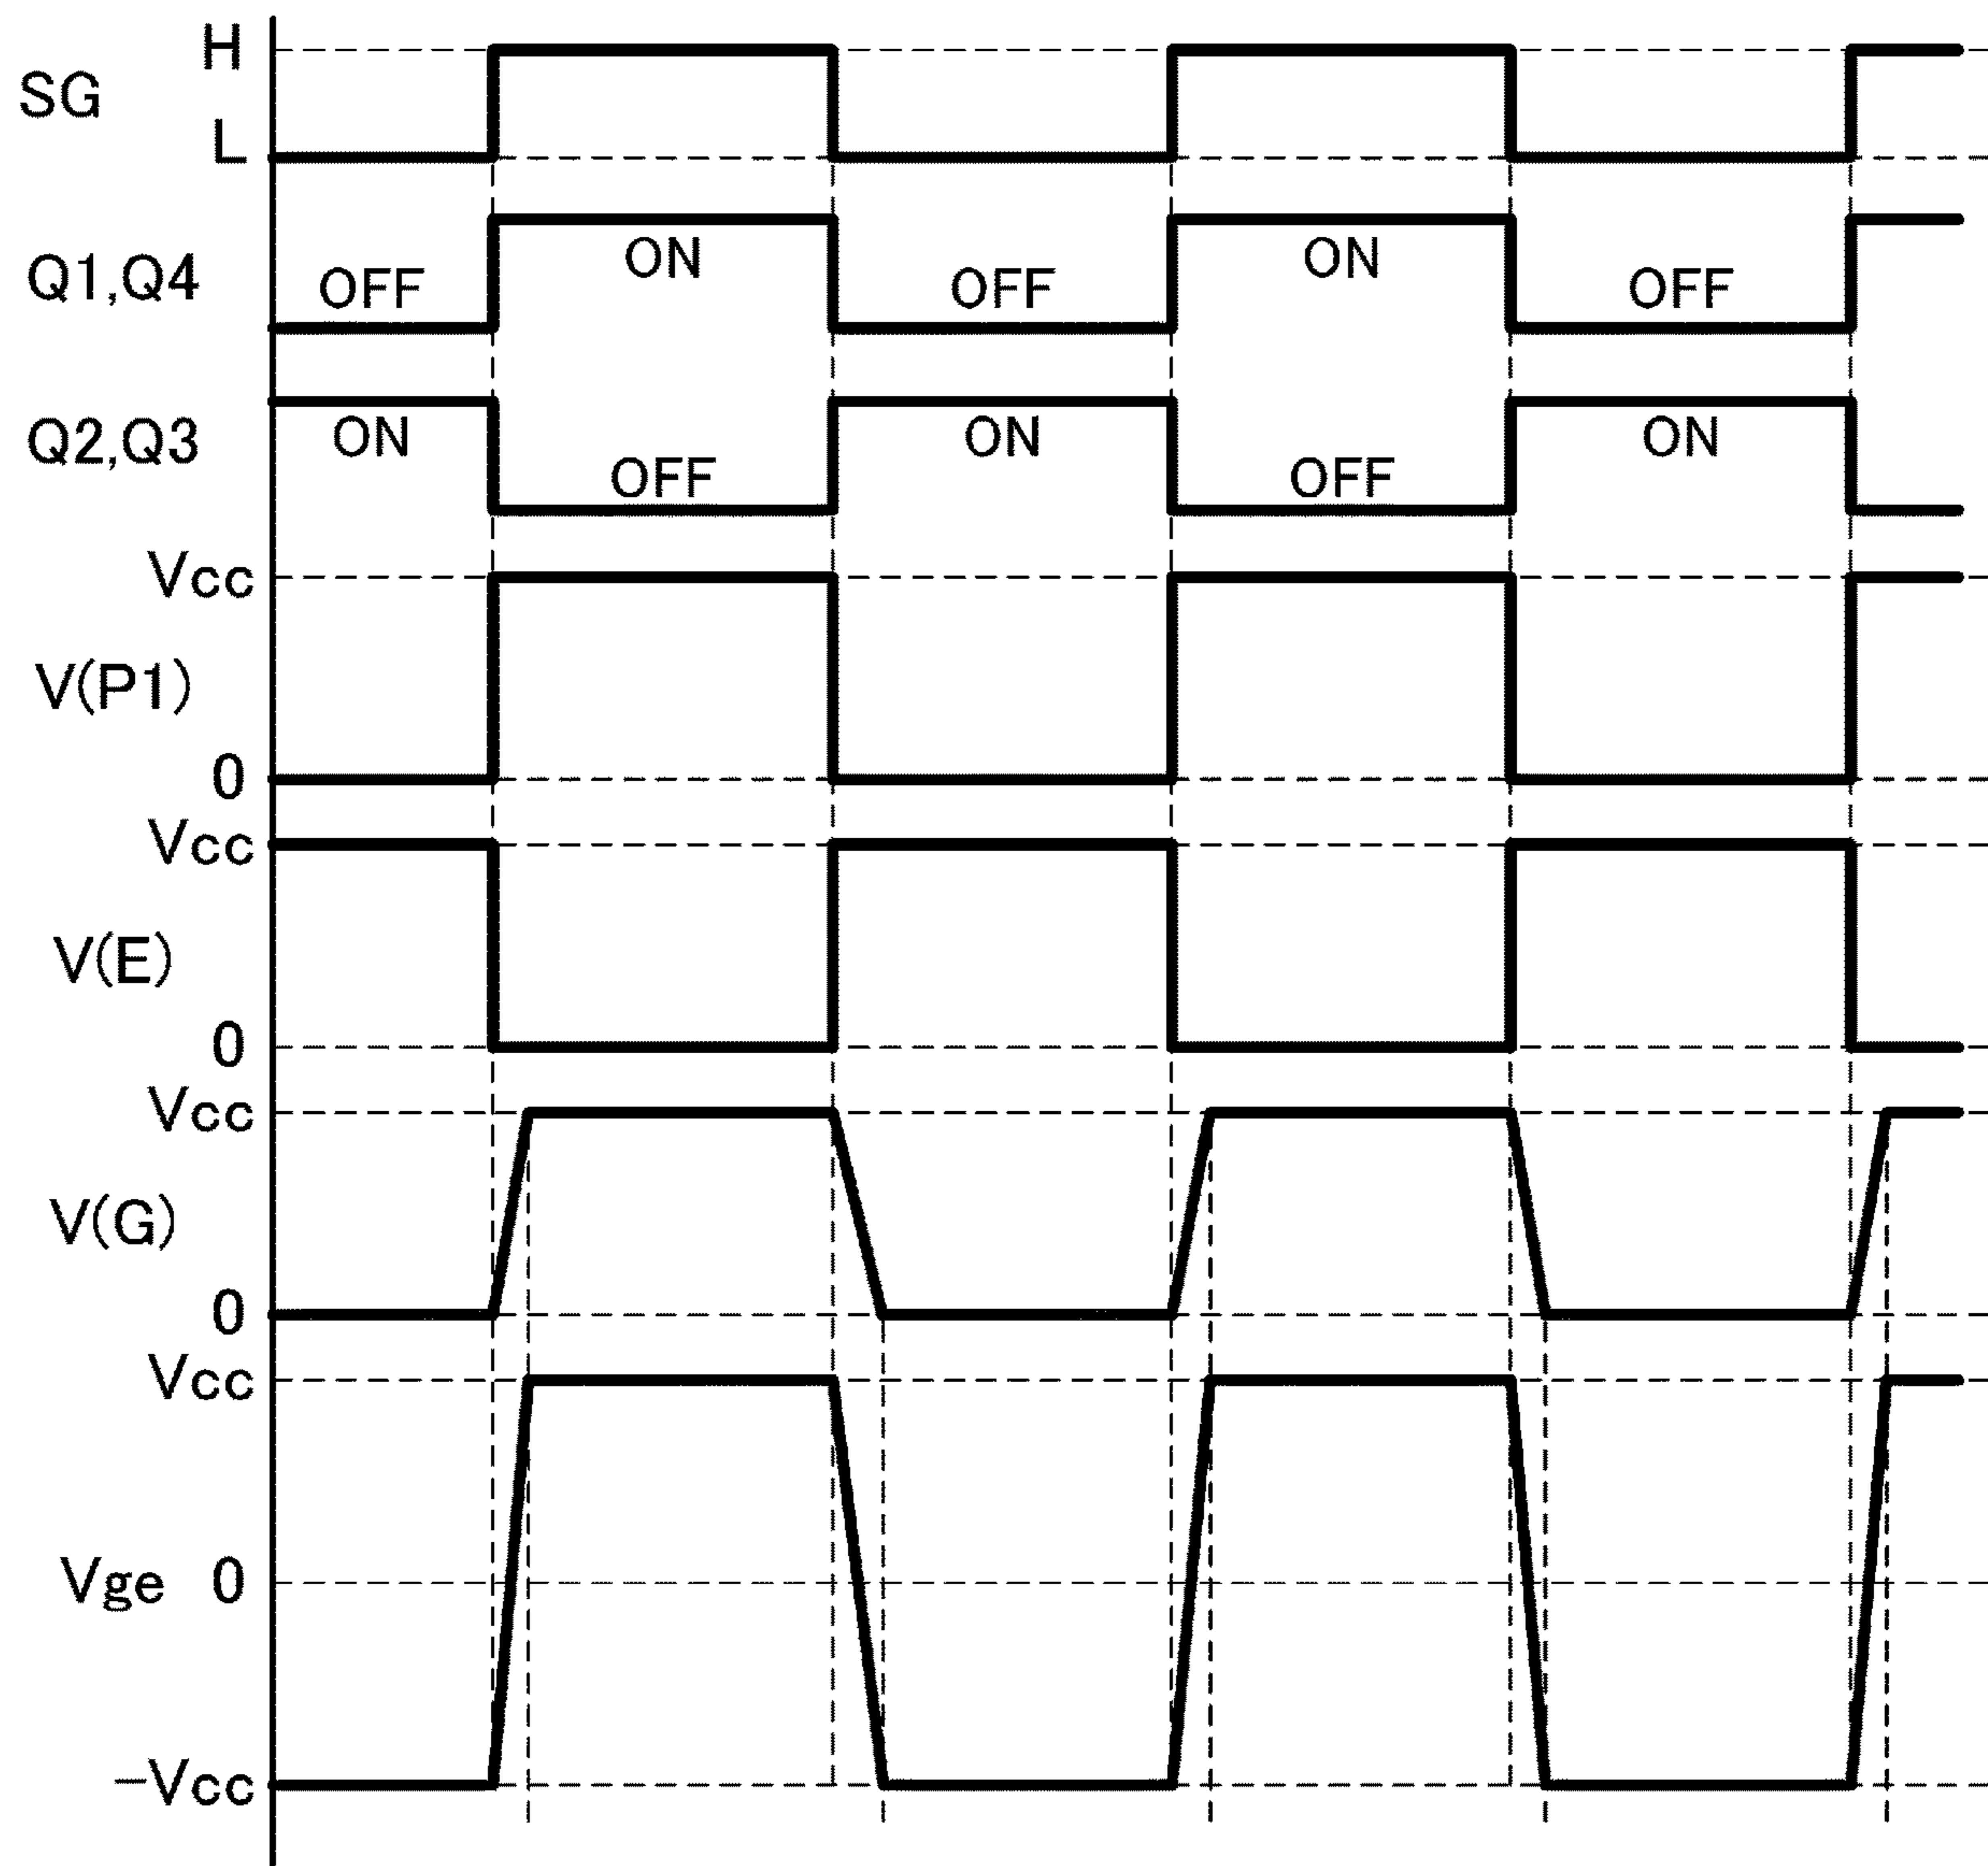 H
SG
L
Q1,Q4
OFF
ON
OFF
ON
OFF
Q2,Q3
ON
OFF
ON
OFF
ON
Vcc
V(P1)
0
Vcc
V(E)
0
Vcc
V(G)
0
Vcc
Vge 0
-Vcc